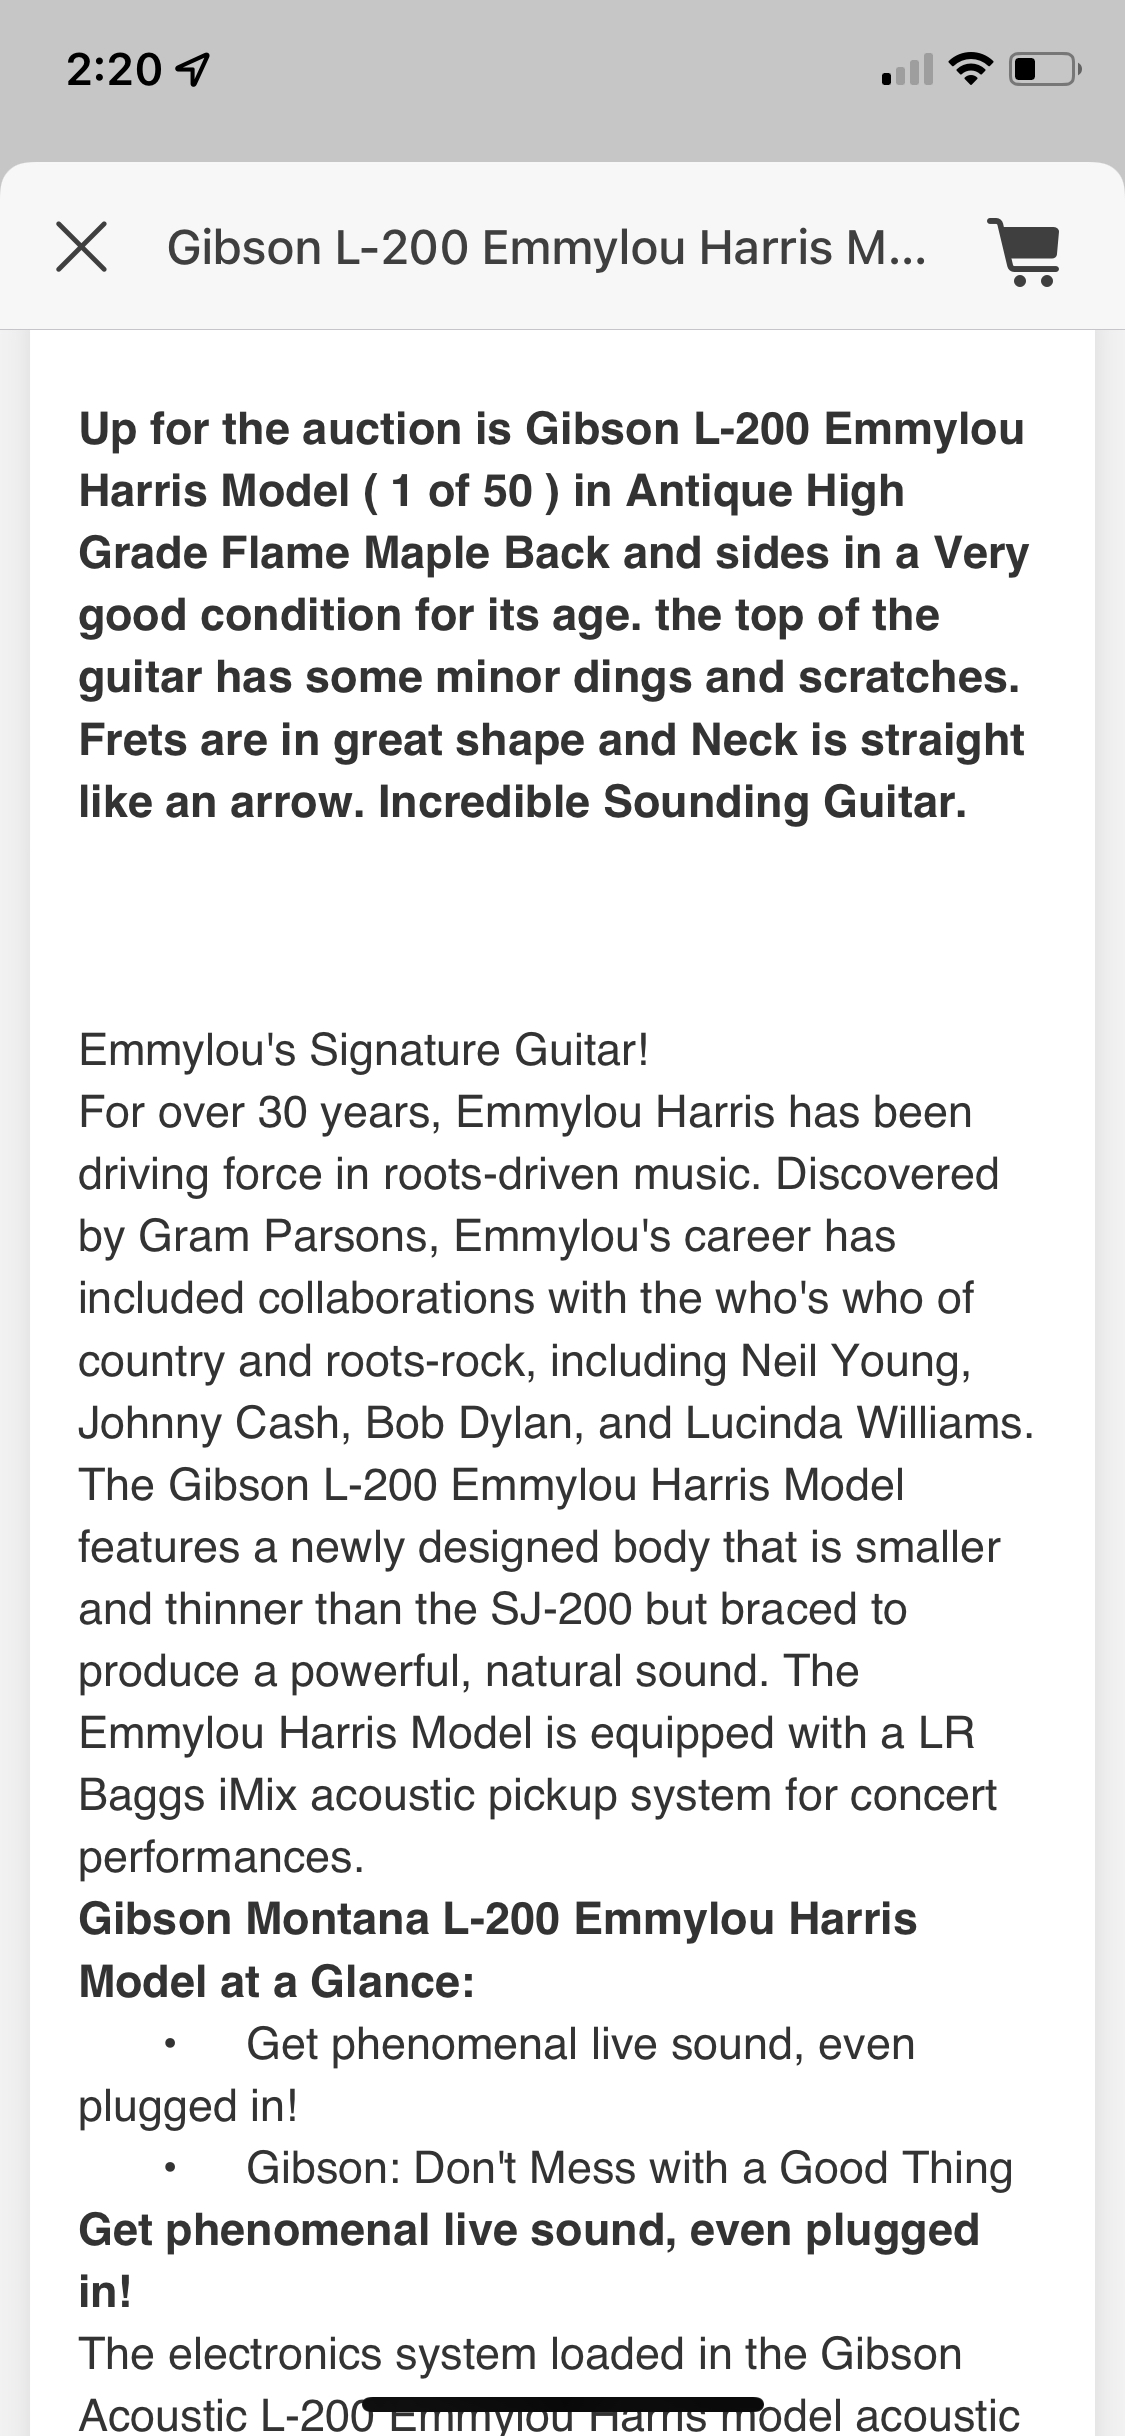 2:20
Gibson L-200 Emmylou Harris M...
Up for the auction is Gibson L-200 Emmylou
Harris Model ( 1 of 50 ) in Antique High
Grade Flame Maple Back and sides in a Very
good condition for its age. the top of the
guitar has some minor dings and scratches.
Frets are in great shape and Neck is straight
like an arrow. Incredible Sounding Guitar.
Emmylou's Signature Guitar!
For over 30 years, Emmylou Harris has been
driving force in roots-driven music. Discovered
by Gram Parsons, Emmylou's career has
included collaborations with the who's who of
country and roots-rock, including Neil Young,
Johnny Cash, Bob Dylan, and Lucinda Williams.
The Gibson L-200 Emmylou Harris Model
features a newly designed body that is smaller
and thinner than the SJ-200 but braced to
produce a powerful, natural sound. The
Emmylou Harris Model is equipped with a LR
Baggs iMix acoustic pickup system for concert
performances.
Gibson Montana L-200 Emmylou Harris
Model at a Glance:
• Get phenomenal live sound, even
plugged in!
• Gibson: Don't Mess with a Good Thing
Get phenomenal live sound, even plugged
in!
The electronics system loaded in the Gibson
Acoustic L-200 Emmylou Harris model acoustic